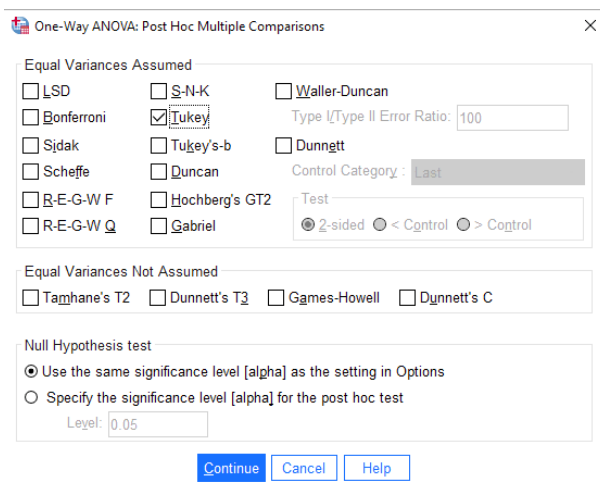 One-Way ANOVA: Post Hoc Multiple Comparisons
Equal Variances Assumed
LSD S-N-K Waller-Duncan
Bonferroni Tukey Type I/Type II Error Ratio: 100
Sidak Tukey's-b Dunnett
Scheffe Duncan Control Category : Last
R-E-G-W F Hochberg's GT2 Test
R-E-G-W Q Gabriel 2-sided < Control > Control
Equal Variances Not Assumed
Tamhane's T2 Dunnett's T3 Games-Howell Dunnett's C
Null Hypothesis test
Use the same significance level [alpha] as the setting in Options
Specify the significance level [alpha] for the post hoc test
Level: 0.05
Continue Cancel Help